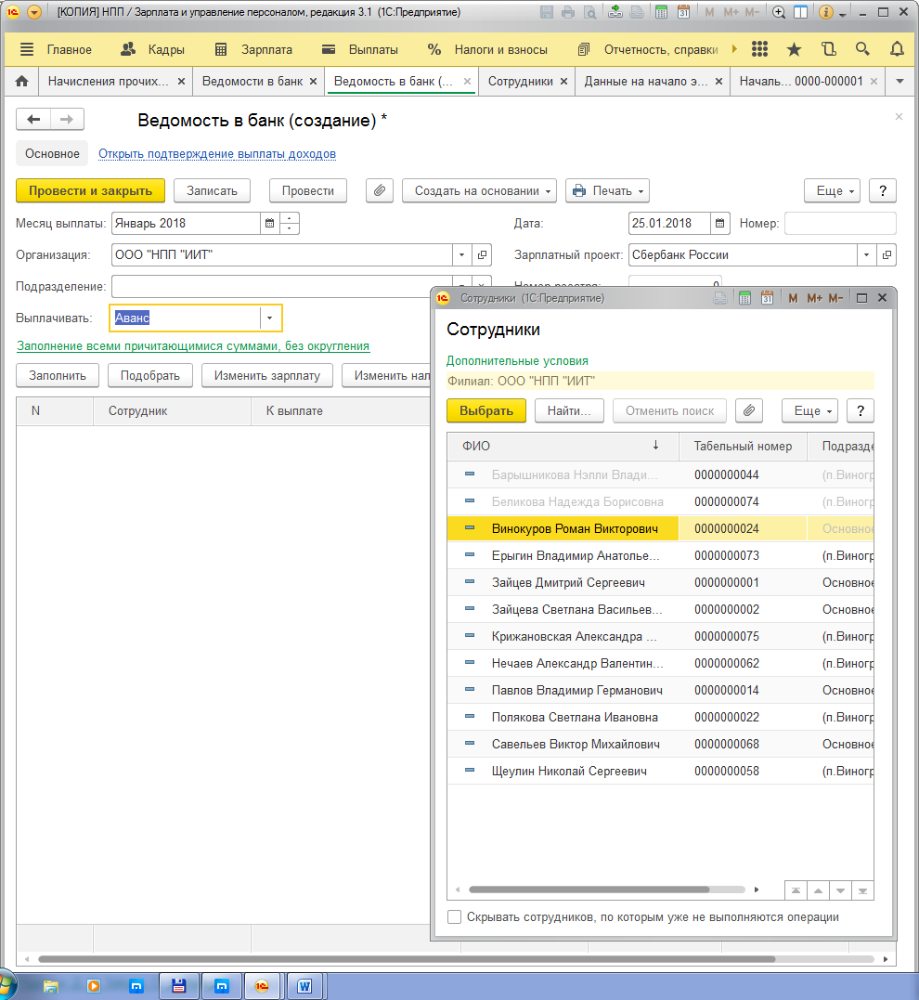 [КОПИЯ] НПП / Зарплата и управление персоналом, редакция 3.1 (1С:Предприятие)
M M+ M-
Главное Кадры Зарплата Выплаты % Налоги и взносы Отчетность, справки
Начисления прочих... × Ведомости в банк × Ведомость в банк (... × Сотрудники × Данные на начало э... × Началь... 0000-000001 ×
Ведомость в банк (создание) *
Основное Открыть подтверждение выплаты доходов
Провести и закрыть Записать Провести Создать на основании Печать Еще ?
Месяц выплаты: Январь 2018 Дата: 25.01.2018 Номер:
Организация: ООО "НПП "ИИТ" Зарплатный проект: Сбербанк России
Подразделение: Номер реестра: 0
Выплачивать: Аванс
Заполнение всеми причитающимися суммами, без округления
Заполнить Подобрать Изменить зарплату Изменить нал
N Сотрудник К выплате
Сотрудники (1С:Предприятие) M M+ M-
Сотрудники
Дополнительные условия
Филиал: ООО "НПП "ИИТ"
Выбрать Найти... Отменить поиск Еще ?
ФИО ↓ Табельный номер Подразде
Барышникова Нэлли Влади... 0000000044 (п.Виногр
Беликова Надежда Борисовна 0000000074 (п.Виногр
Винокуров Роман Викторович 0000000024 Основное
Ерыгин Владимир Анатолье... 0000000073 (п.Виногр
Зайцев Дмитрий Сергеевич 0000000001 Основное
Зайцева Светлана Васильев... 0000000002 Основное
Крижановская Александра ... 0000000075 (п.Виногр
Нечаев Александр Валентин... 0000000062 (п.Виногр
Павлов Владимир Германович 0000000014 Основное
Полякова Светлана Ивановна 0000000022 (п.Виногр
Савельев Виктор Михайлович 0000000068 Основное
Щеулин Николай Сергеевич 0000000058 (п.Виногр
Скрывать сотрудников, по которым уже не выполняются операции